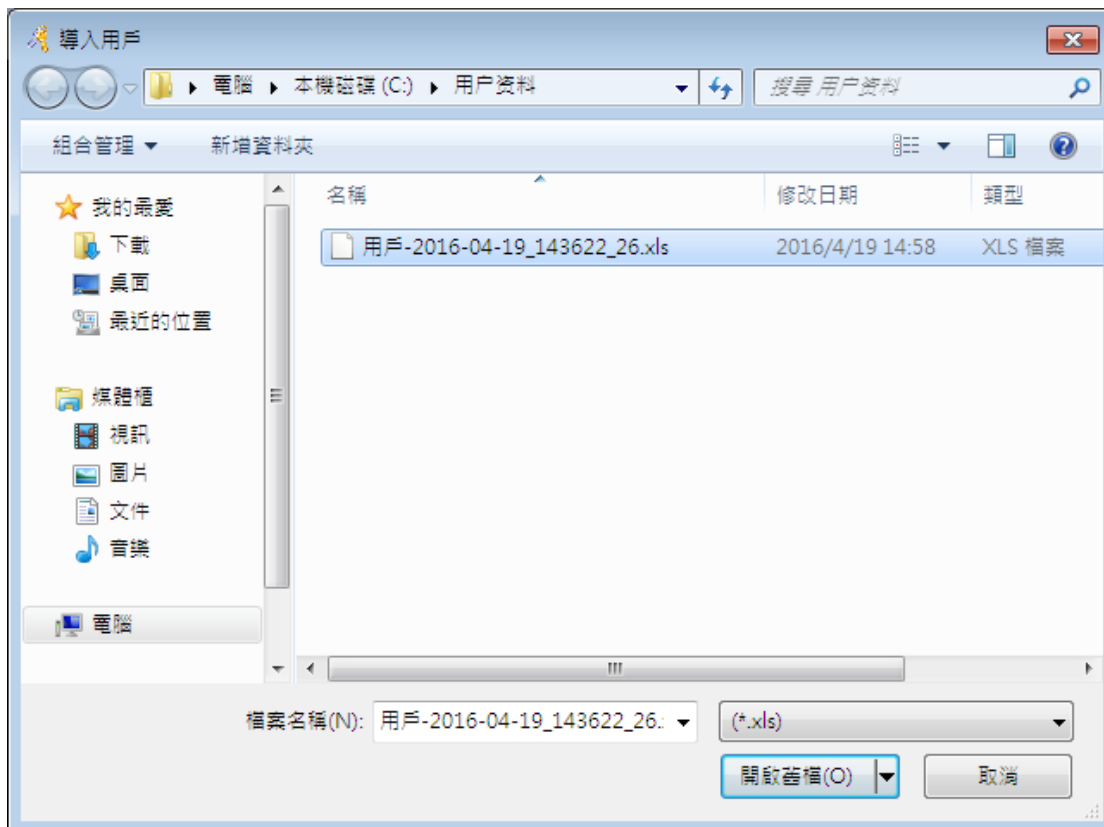 導入用戶
電腦 本機磁碟 (C:) 用户资料 搜尋 用户资料
組合管理 新增資料夾
名稱 修改日期 類型
用戶-2016-04-19_143622_26.xls 2016/4/19 14:58 XLS 檔案
我的最愛
下載
桌面
最近的位置
媒體櫃
視訊
圖片
文件
音樂
電腦
檔案名稱(N): 用戶-2016-04-19_143622_26. (*.xls)
開啟舊檔(O) 取消